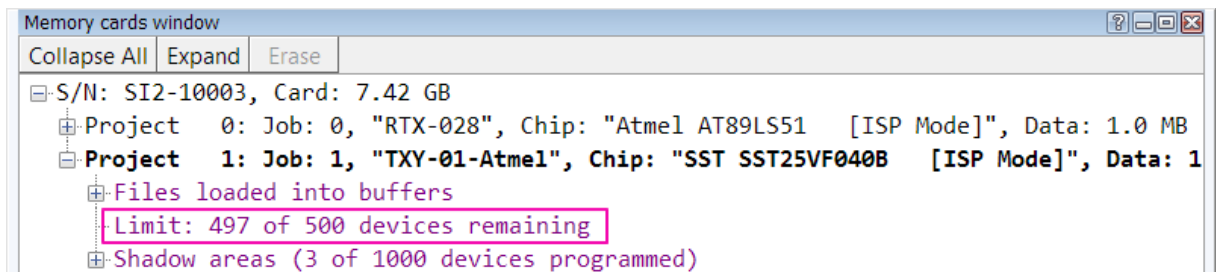 Memory cards window
Collapse All Expand Erase
S/N: SI2-10003, Card: 7.42 GB
Project 0: Job: 0, "RTX-028", Chip: "Atmel AT89LS51 [ISP Mode]", Data: 1.0 MB
Project 1: Job: 1, "TXY-01-Atmel", Chip: "SST SST25VF040B [ISP Mode]", Data: 1
Files loaded into buffers
Limit: 497 of 500 devices remaining
Shadow areas (3 of 1000 devices programmed)